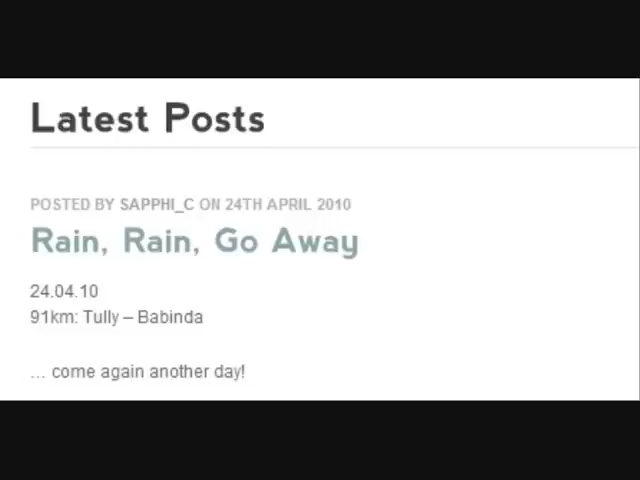 Latest Posts
POSTED BY SAPPHI_C ON 24TH APRIL 2010
Rain, Rain, Go Away
24.04.10
91km: Tully – Babinda
... come again another day!